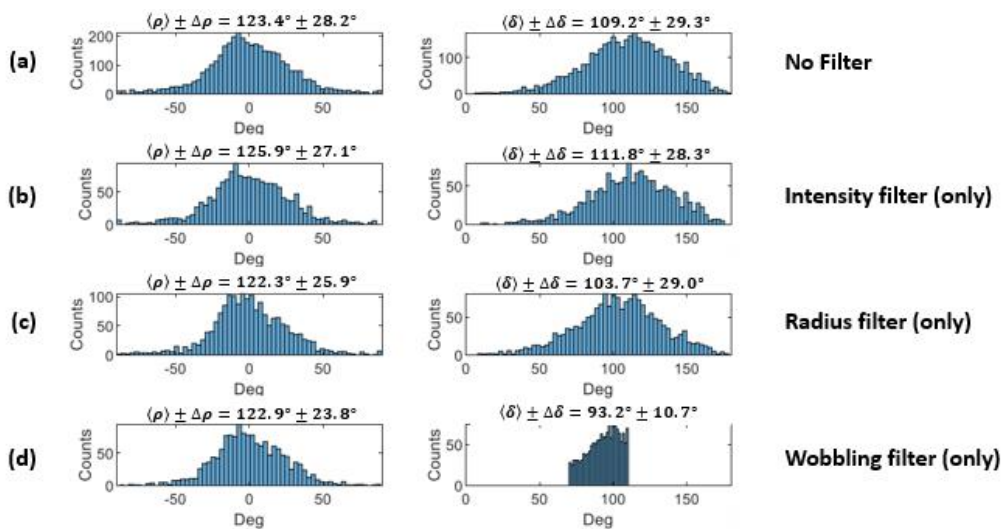 ⟨ρ⟩ ± Δρ = 123.4° ± 28.2°
⟨δ⟩ ± Δδ = 109.2° ± 29.3°
(a)
Counts
200
100
0
-50
0
50
Deg
Counts
100
0
0
50
100
150
Deg
No Filter
⟨ρ⟩ ± Δρ = 125.9° ± 27.1°
⟨δ⟩ ± Δδ = 111.8° ± 28.3°
(b)
Counts
50
0
-50
0
50
Deg
Counts
50
0
0
50
100
150
Deg
Intensity filter (only)
⟨ρ⟩ ± Δρ = 122.3° ± 25.9°
⟨δ⟩ ± Δδ = 103.7° ± 29.0°
(c)
Counts
100
50
0
-50
0
50
Deg
Counts
50
0
0
50
100
150
Deg
Radius filter (only)
⟨ρ⟩ ± Δρ = 122.9° ± 23.8°
⟨δ⟩ ± Δδ = 93.2° ± 10.7°
(d)
Counts
50
0
-50
0
50
Deg
Counts
50
0
0
50
100
150
Deg
Wobbling filter (only)